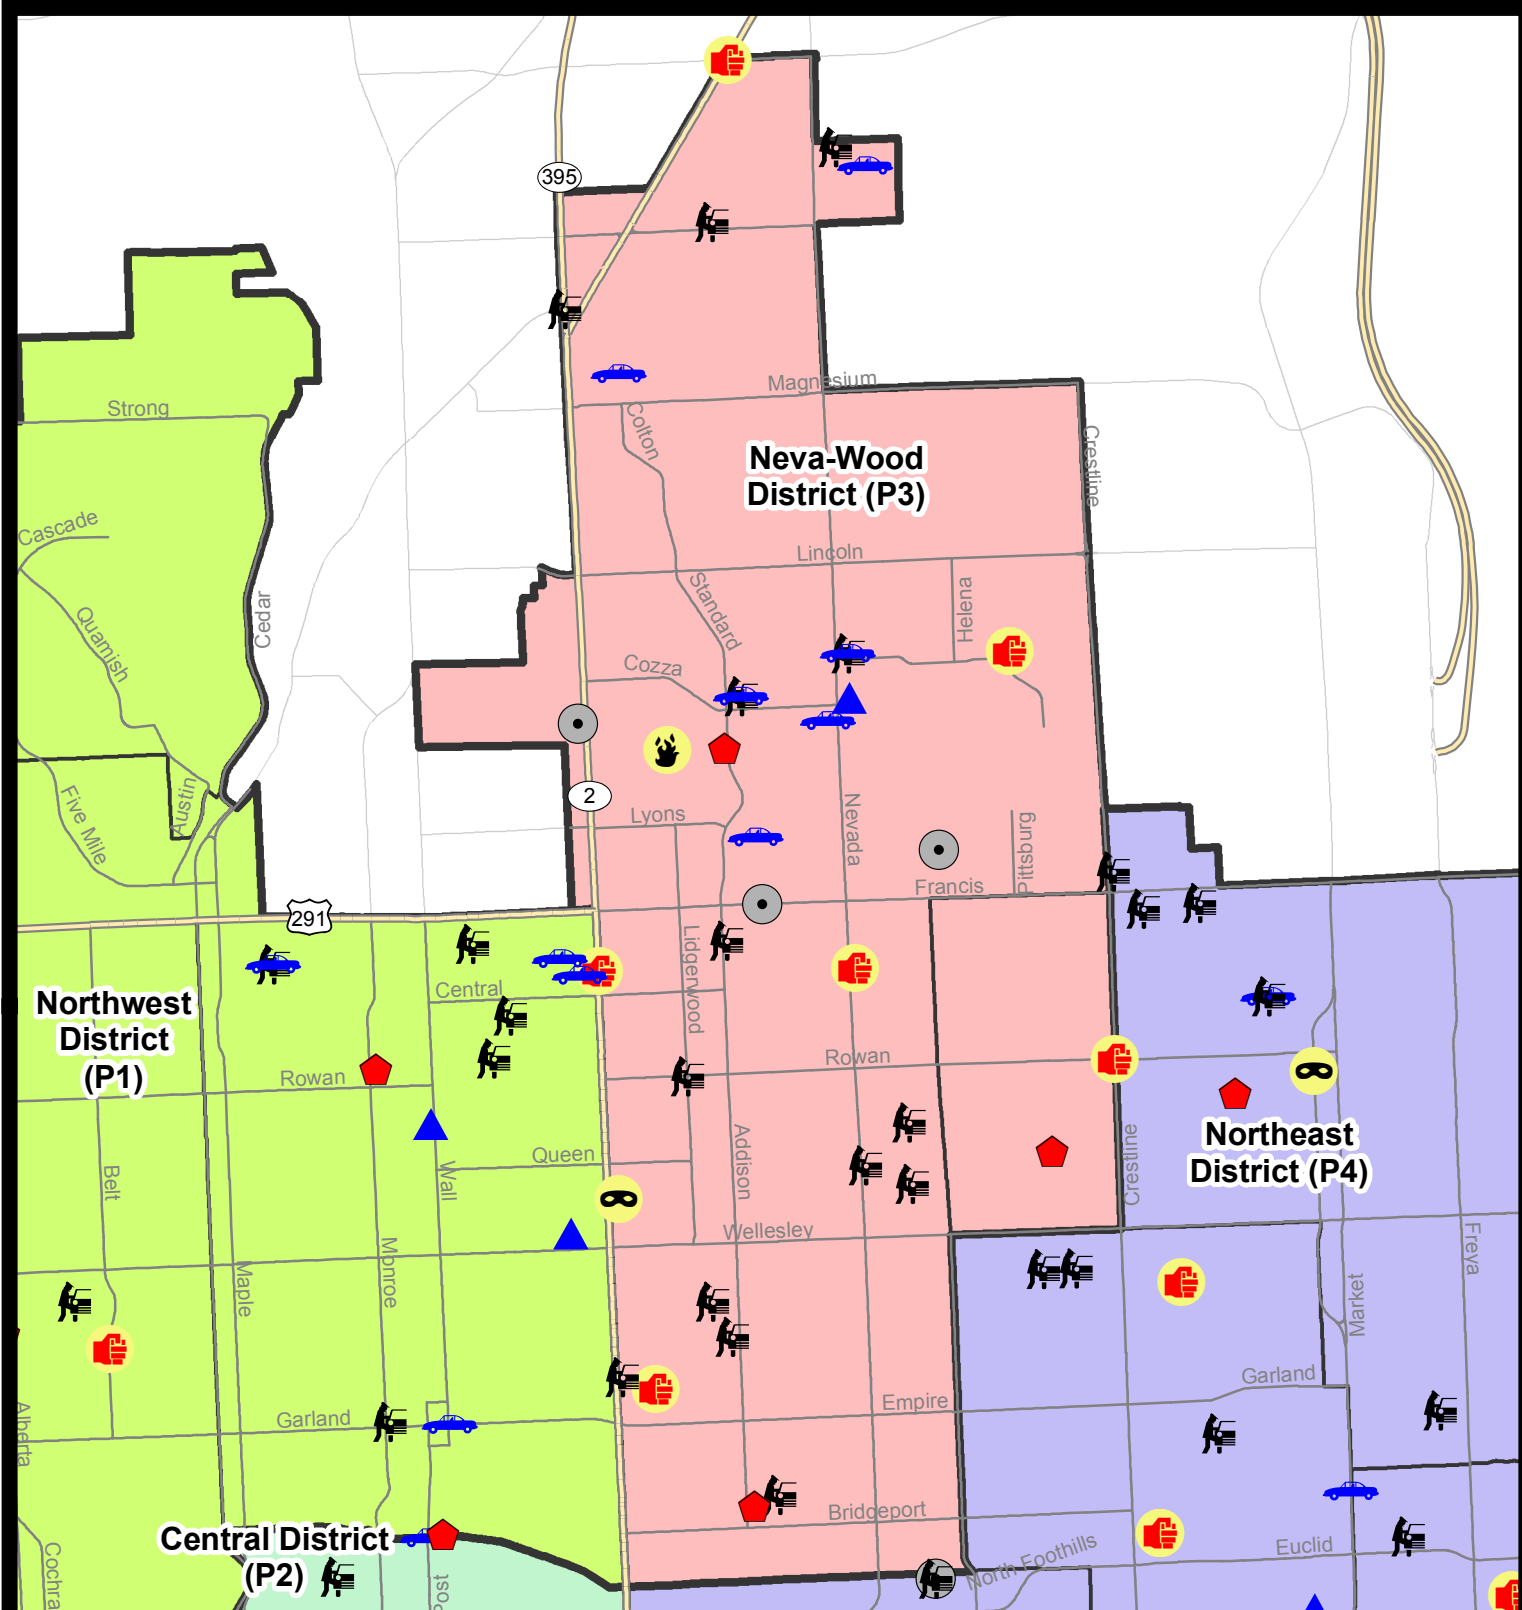 395
Magnesium
Strong
Colton
Crestline
Neva-Wood
District (P3)
Cascade
Lincoln
Standard
Helena
Cedar
Quamish
Cozza
2
Five Mile
Austin
Lyons
Nevada
Pittsburg
Francis
291
Lidgerwood
Central
Northwest
District
(P1)
Rowan
Rowan
Northeast
District (P4)
Addison
Crestline
Queen
Belt
Wall
Wellesley
Freya
Monroe
Maple
Market
Garland
Empire
Garland
Alberta
Bridgeport
Central District
(P2)
North Foothills
Euclid
Cochra
Post